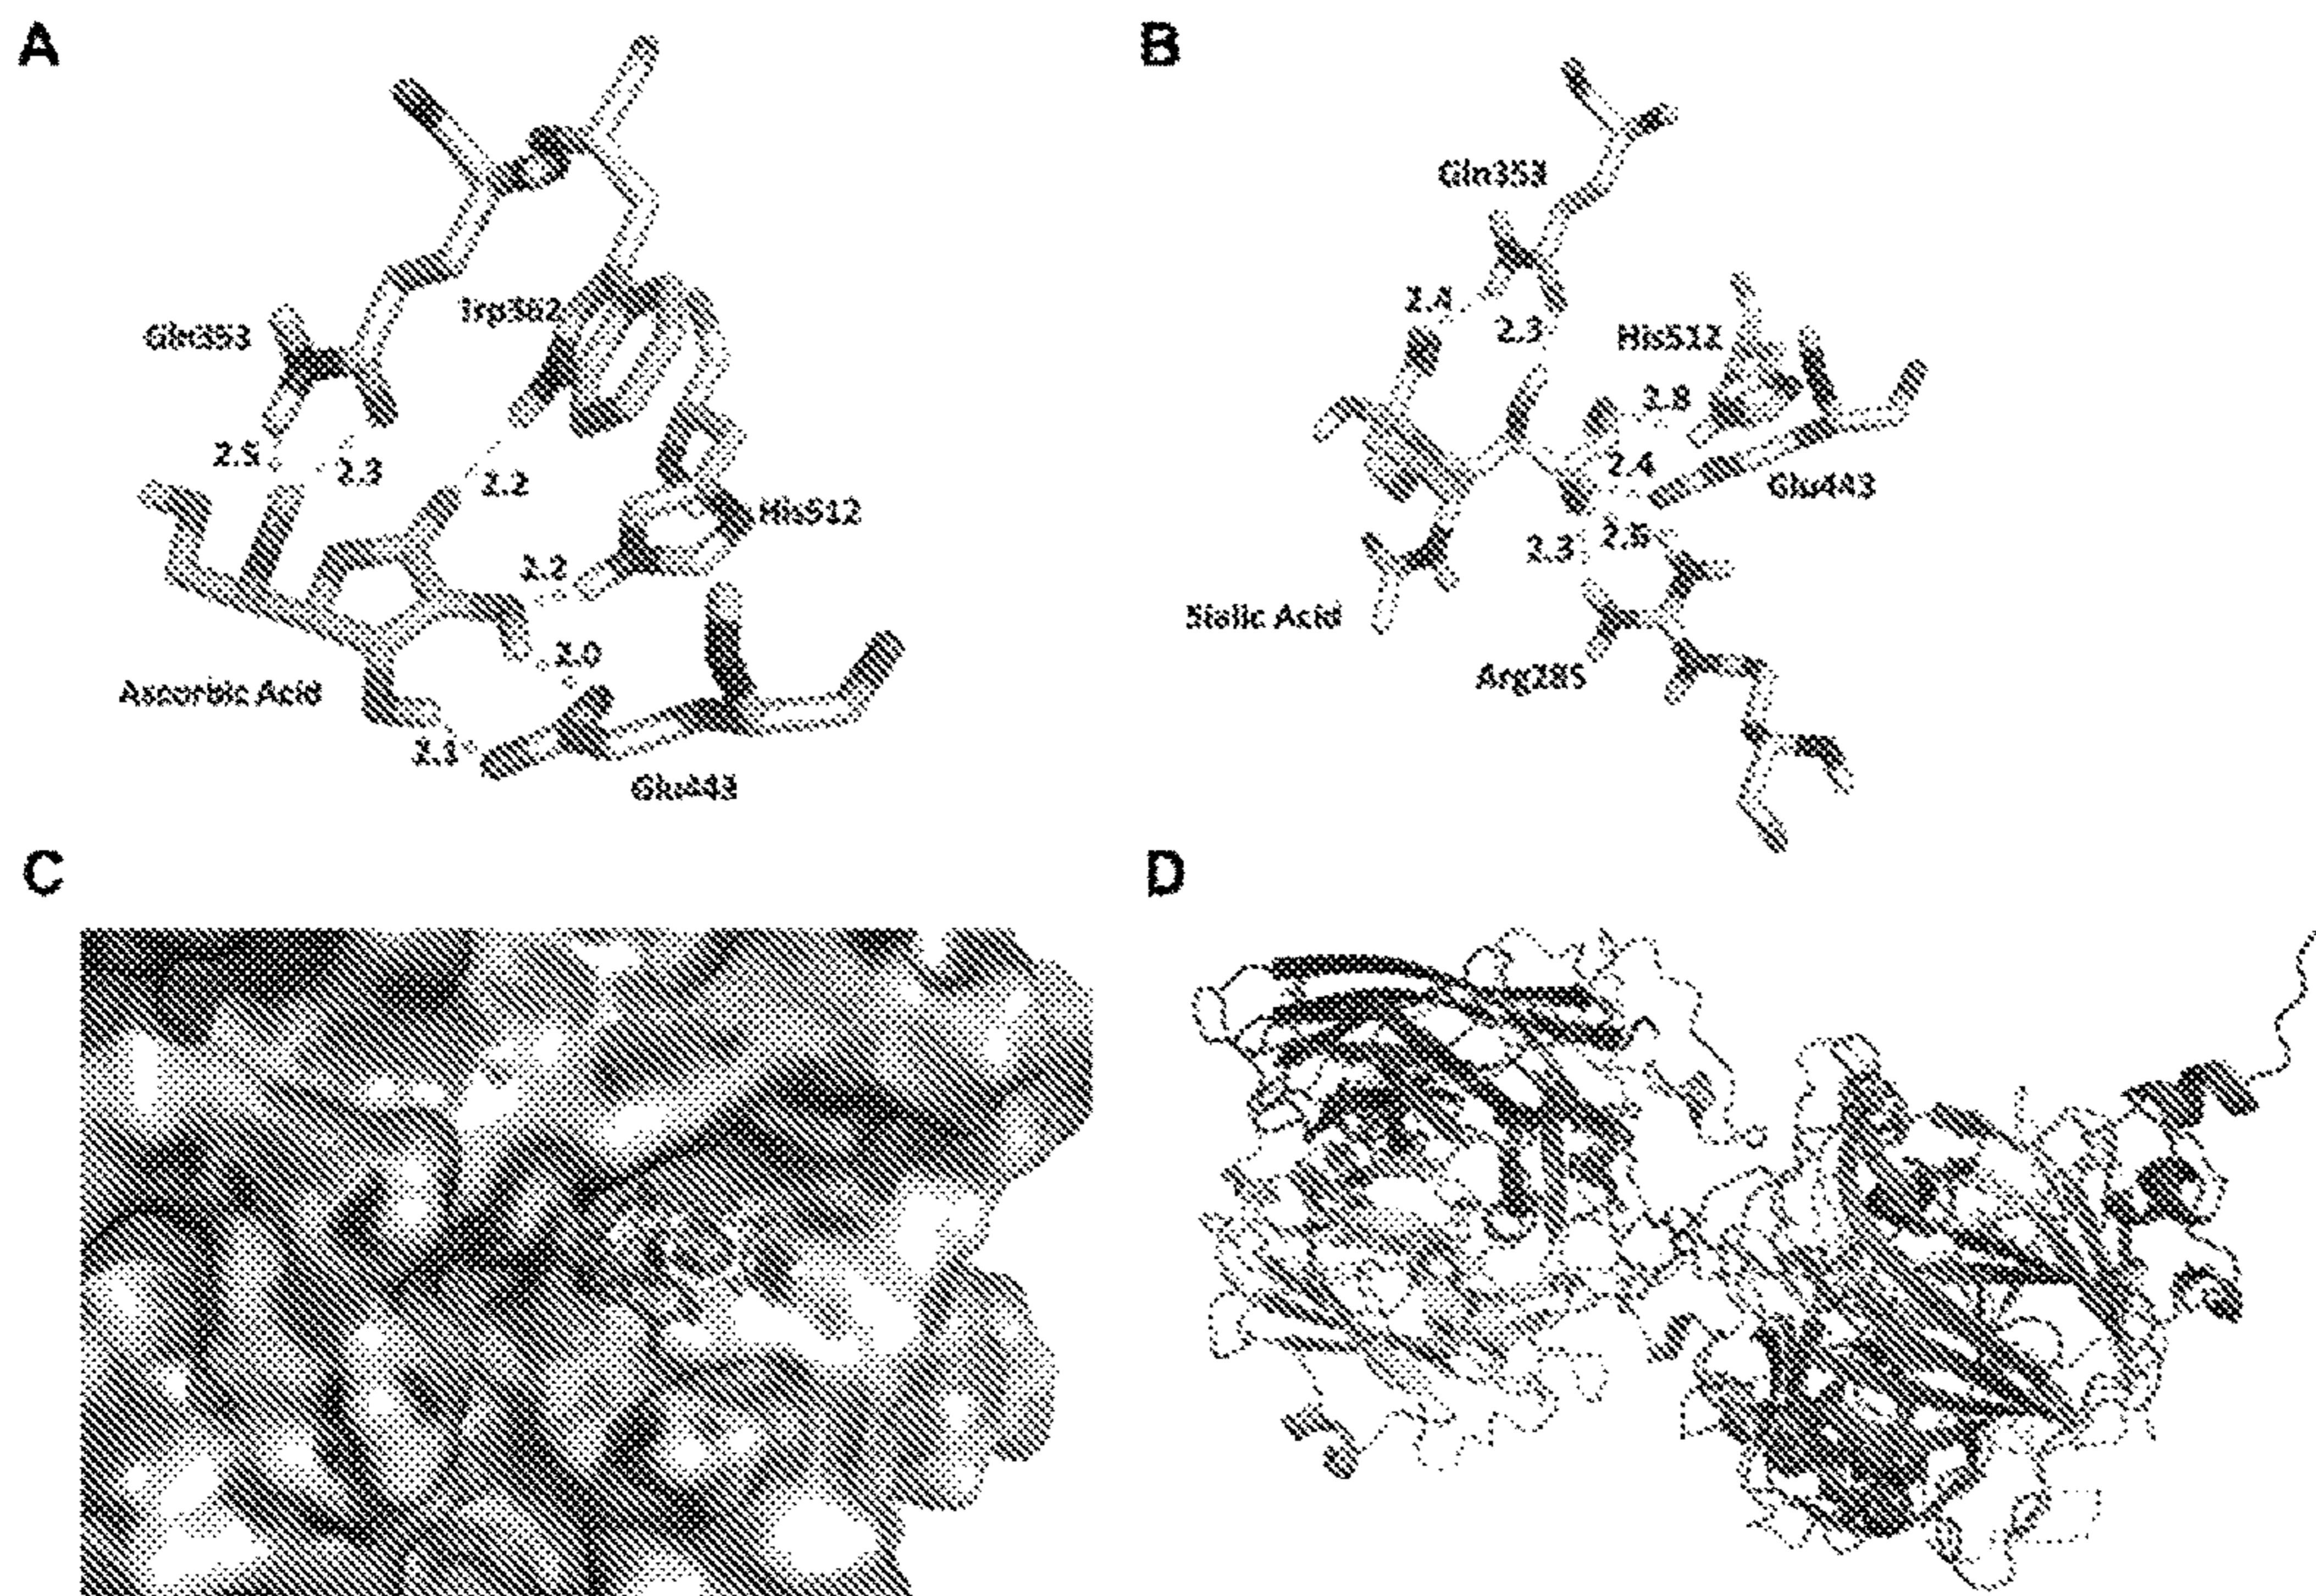 A
Gln353
Trp362
2.5
2.3
2.2
His512
2.2
2.0
Ascorbic Acid
2.1
Glu443
B
Gln353
2.4
2.3
His512
2.8
2.4
Glu443
2.3
2.6
Sialic Acid
Arg285
C
D